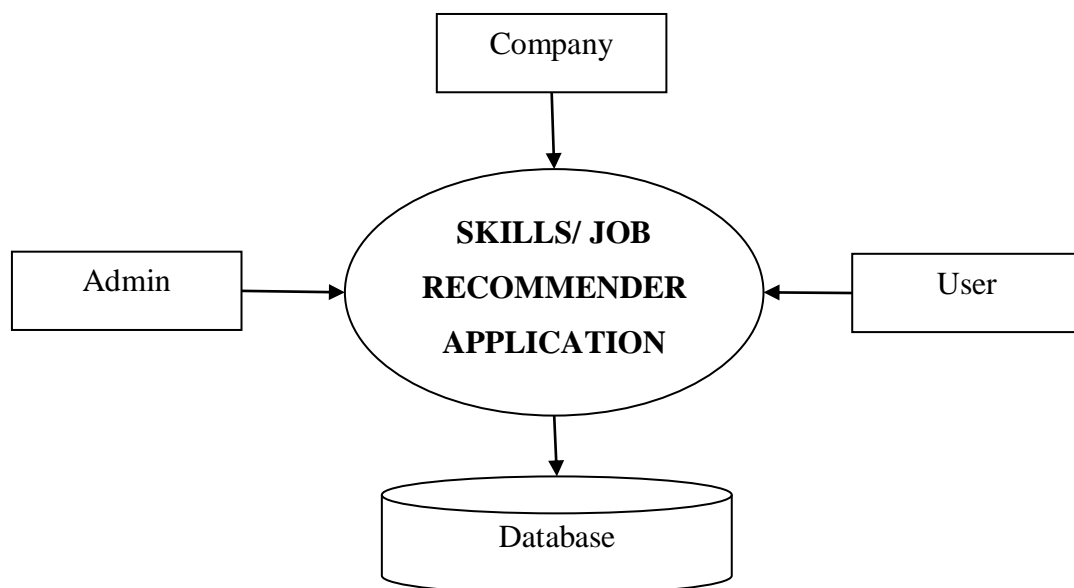 Company
SKILLS/ JOB
RECOMMENDER
APPLICATION
Admin
User
Database